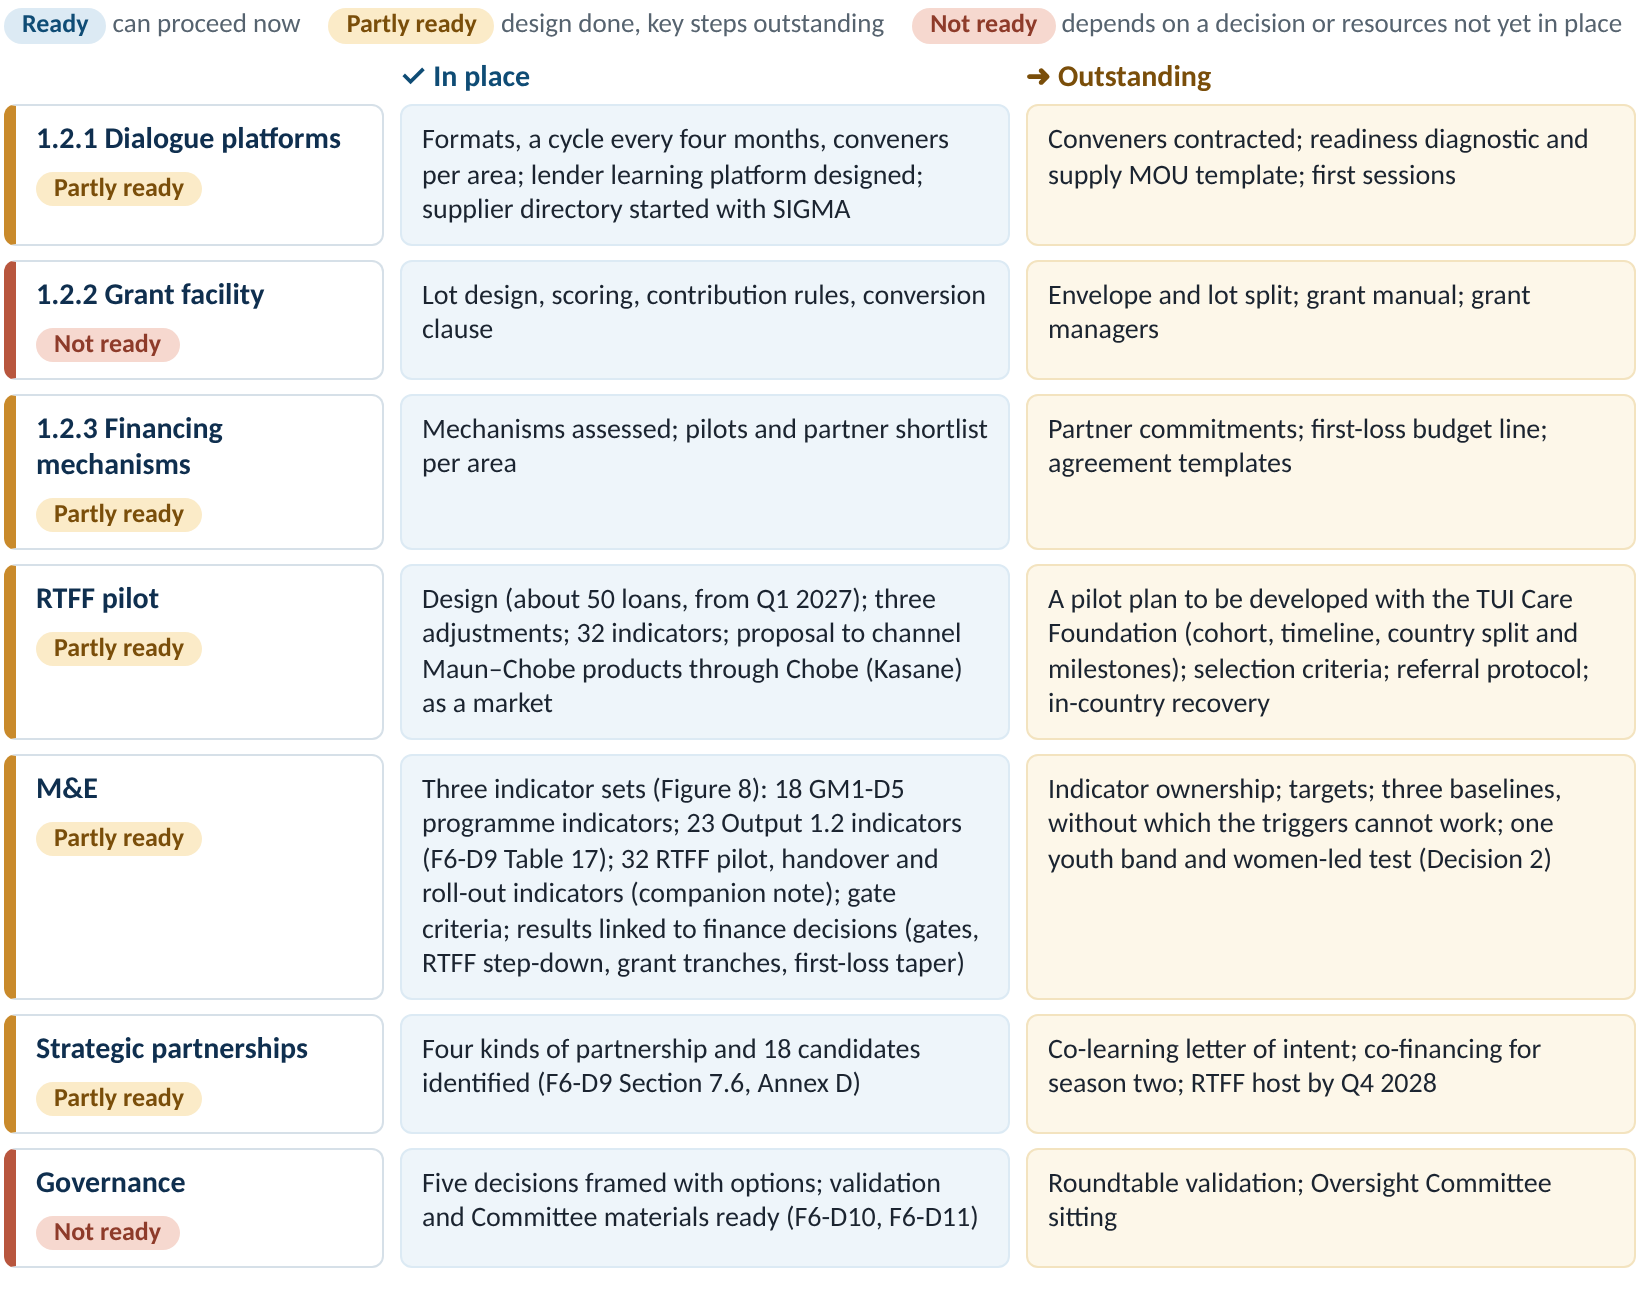 Ready can proceed now Partly ready design done, key steps outstanding Not ready depends on a decision or resources not yet in place
✓ In place
➜ Outstanding
1.2.1 Dialogue platforms
Partly ready
Formats, a cycle every four months, conveners
per area; lender learning platform designed;
supplier directory started with SIGMA
Conveners contracted; readiness diagnostic and
supply MOU template; first sessions
1.2.2 Grant facility
Not ready
Lot design, scoring, contribution rules, conversion
clause
Envelope and lot split; grant manual; grant
managers
1.2.3 Financing
mechanisms
Partly ready
Mechanisms assessed; pilots and partner shortlist
per area
Partner commitments; first-loss budget line;
agreement templates
RTFF pilot
Partly ready
Design (about 50 loans, from Q1 2027); three
adjustments; 32 indicators; proposal to channel
Maun–Chobe products through Chobe (Kasane)
as a market
A pilot plan to be developed with the TUI Care
Foundation (cohort, timeline, country split and
milestones); selection criteria; referral protocol;
in-country recovery
M&E
Partly ready
Three indicator sets (Figure 8): 18 GM1-D5
programme indicators; 23 Output 1.2 indicators
(F6-D9 Table 17); 32 RTFF pilot, handover and
roll-out indicators (companion note); gate
criteria; results linked to finance decisions (gates,
RTFF step-down, grant tranches, first-loss taper)
Indicator ownership; targets; three baselines,
without which the triggers cannot work; one
youth band and women-led test (Decision 2)
Strategic partnerships
Partly ready
Four kinds of partnership and 18 candidates
identified (F6-D9 Section 7.6, Annex D)
Co-learning letter of intent; co-financing for
season two; RTFF host by Q4 2028
Governance
Not ready
Five decisions framed with options; validation
and Committee materials ready (F6-D10, F6-D11)
Roundtable validation; Oversight Committee
sitting